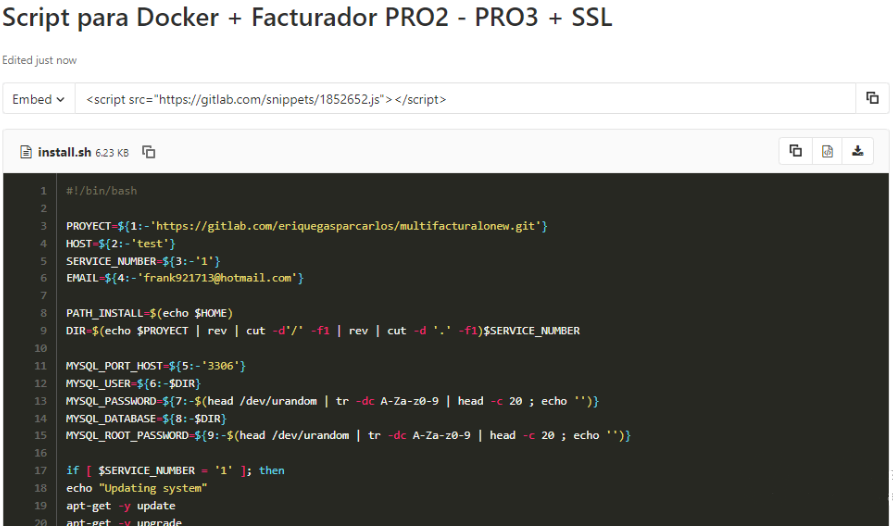 Script para Docker + Facturador PRO2 - PRO3 + SSL
Edited just now
Embed <script src="https://gitlab.com/snippets/1852652.js"></script>
install.sh 6.23 KB
1 #!/bin/bash
2
3 PROYECT=${1:-'https://gitlab.com/eriquegasparcarlos/multifacturalonew.git'}
4 HOST=${2:-'test'}
5 SERVICE_NUMBER=${3:-'1'}
6 EMAIL=${4:-'frank921713@hotmail.com'}
7
8 PATH_INSTALL=$(echo $HOME)
9 DIR=$(echo $PROYECT | rev | cut -d'/' -f1 | rev | cut -d '.' -f1)$SERVICE_NUMBER
10
11 MYSQL_PORT_HOST=${5:-'3306'}
12 MYSQL_USER=${6:-$DIR}
13 MYSQL_PASSWORD=${7:-$(head /dev/urandom | tr -dc A-Za-z0-9 | head -c 20 ; echo '')}
14 MYSQL_DATABASE=${8:-$DIR}
15 MYSQL_ROOT_PASSWORD=${9:-$(head /dev/urandom | tr -dc A-Za-z0-9 | head -c 20 ; echo '')}
16
17 if [ $SERVICE_NUMBER = '1' ]; then
18 echo "Updating system"
19 apt-get -y update
20 apt-get -y upgrade